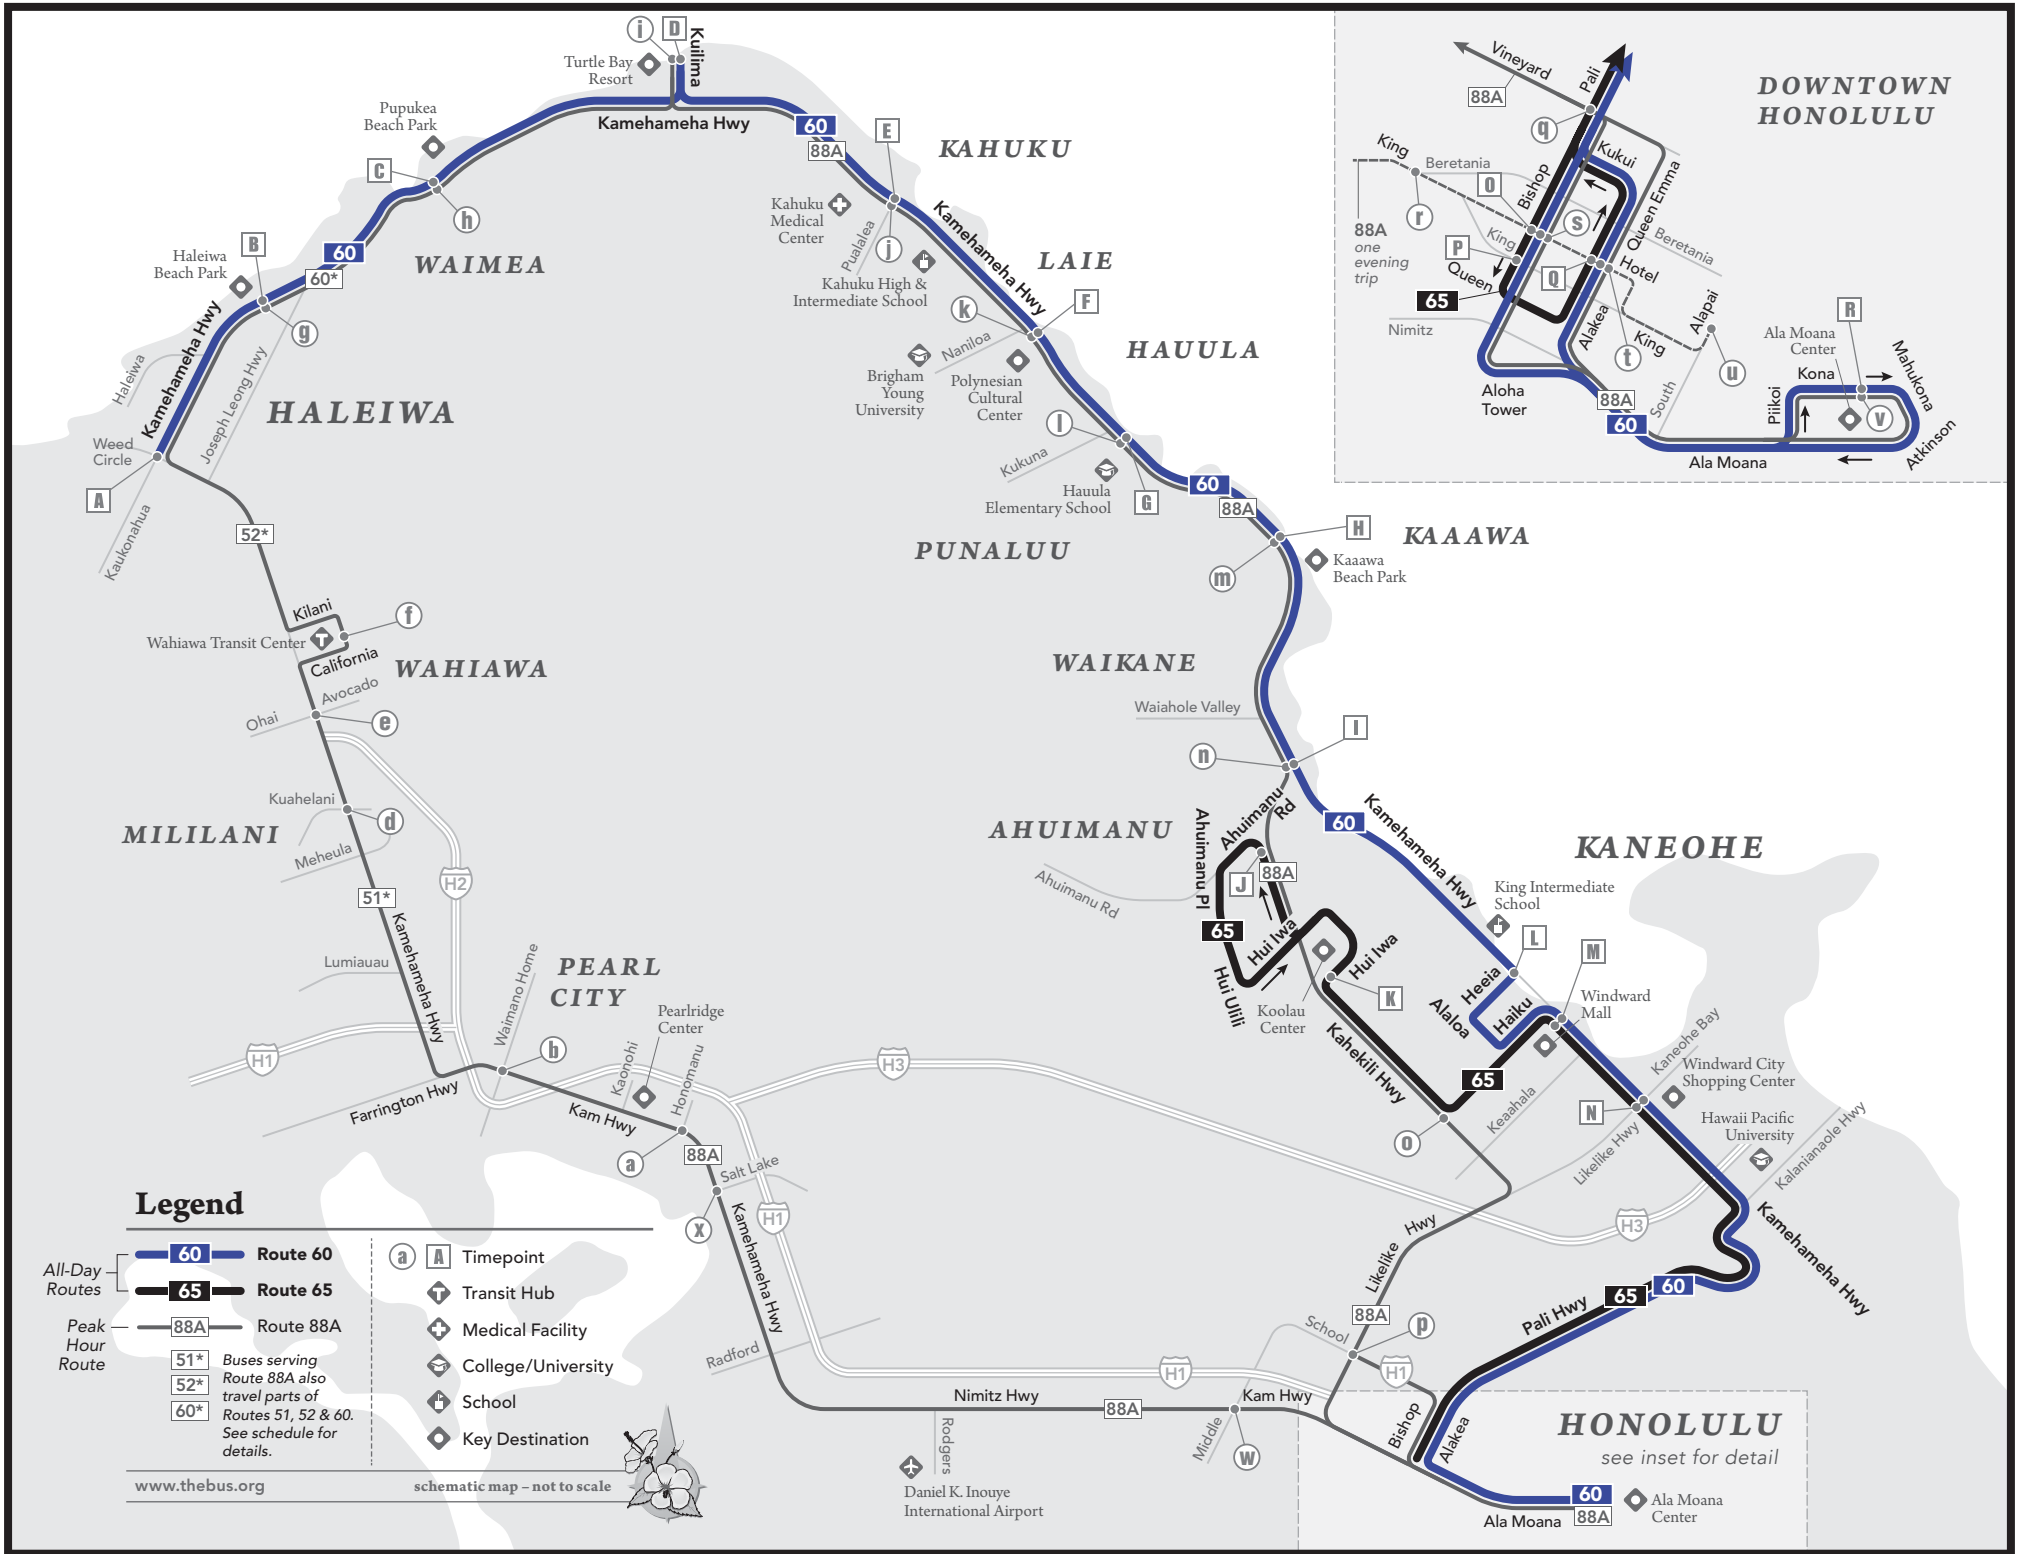 i
D
Kuilima
Turtle Bay
Resort
Pupukea
Beach Park
C
h
Kamehameha Hwy
60
88A
E
KAHUKU
Kahuku
Medical
Center
Pualalea
j
Kamehameha Hwy
LAIE
Kahuku High &
Intermediate School
k
F
Naniloa
Brigham
Young
University
Polynesian
Cultural
Center
HAUULA
l
Kukuna
Hauula
Elementary School
G
60
88A
PUNALUU
H
KAAAWA
Kaaawa
Beach Park
m
WAIKANE
Waiahole Valley
n
I
Haleiwa
Beach Park
B
60
60*
WAIMEA
g
Kamehameha Hwy
Haleiwa
Joseph Leong Hwy
HALEIWA
Weed
Circle
A
Kaukonahua
52*
Kilani
f
Wahiawa Transit Center
California
WAHIAWA
Avocado
Ohai
e
Kuahelani
d
MILILANI
Meheula
H2
51*
Kamehameha Hwy
Lumiauau
H1
Waimano Home
PEARL
CITY
b
Pearlridge
Center
Kaonohi
Honomanu
Farrington Hwy
Kam Hwy
a
88A
Salt Lake
x
H1
Kamehameha Hwy
H3
Radford
Nimitz Hwy
88A
H1
Kam Hwy
Rodgers
Middle
w
Daniel K. Inouye
International Airport
AHUIMANU
Ahuimanu
Rd
Ahuimanu Pl
J
88A
Ahuimanu Rd
65
Hui Iwa
Hui Ulili
Hui Iwa
Koolau
Center
K
Kahekili Hwy
60
Kamehameha Hwy
KANEOHE
King Intermediate
School
L
M
Heeia
Alaloa
Haiku
Windward
Mall
65
Keaahala
Kaneohe Bay
Windward City
Shopping Center
N
Likelike Hwy
Hawaii Pacific
University
Kalanianaole Hwy
o
H3
Kamehameha Hwy
Likelike
Hwy
88A
p
School
H1
Pali Hwy
65
60
Bishop
Alakea
HONOLULU
see inset for detail
60
88A
Ala Moana
Ala Moana
Center
DOWNTOWN
HONOLULU
Vineyard
88A
Pali
q
King
Beretania
O
Bishop
Kukui
Queen Emma
r
s
88A
one
evening
trip
P
King
Queen
Q
Hotel
Beretania
65
Nimitz
Alakea
t
King
Alapai
u
South
Aloha
Tower
88A
60
Ala Moana
Center
R
Kona
Mahukona
Piikoi
v
Atkinson
Ala Moana
Legend
All-Day
Routes
60 Route 60
65 Route 65
Peak
Hour
Route
88A Route 88A
51*
52*
60*
Buses serving
Route 88A also
travel parts of
Routes 51, 52 & 60.
See schedule for
details.
a A Timepoint
T Transit Hub
Medical Facility
College/University
School
Key Destination
www.thebus.org
schematic map – not to scale